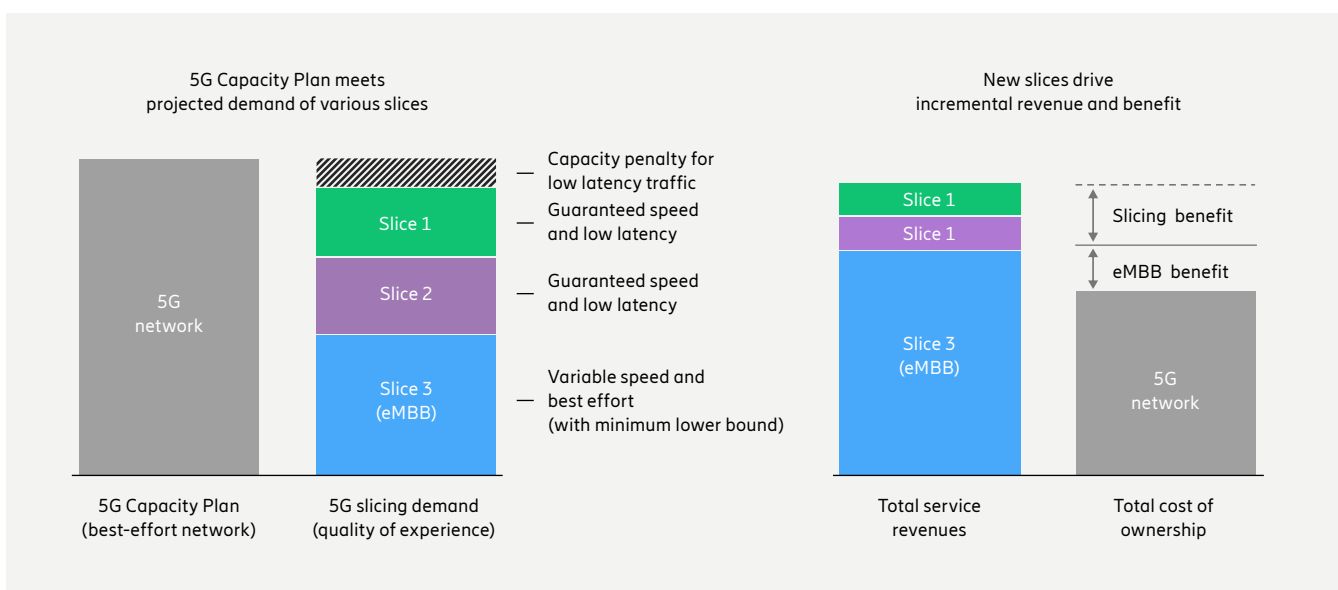 5G Capacity Plan meets
projected demand of various slices
5G
network
Slice 1
Slice 2
Slice 3
(eMBB)
Capacity penalty for
low latency traffic
Guaranteed speed
and low latency
Guaranteed speed
and low latency
Variable speed and
best effort
(with minimum lower bound)
5G Capacity Plan
(best-effort network)
5G slicing demand
(quality of experience)
New slices drive
incremental revenue and benefit
Slice 1
Slice 1
Slice 3
(eMBB)
Slicing benefit
eMBB benefit
5G
network
Total service
revenues
Total cost of
ownership